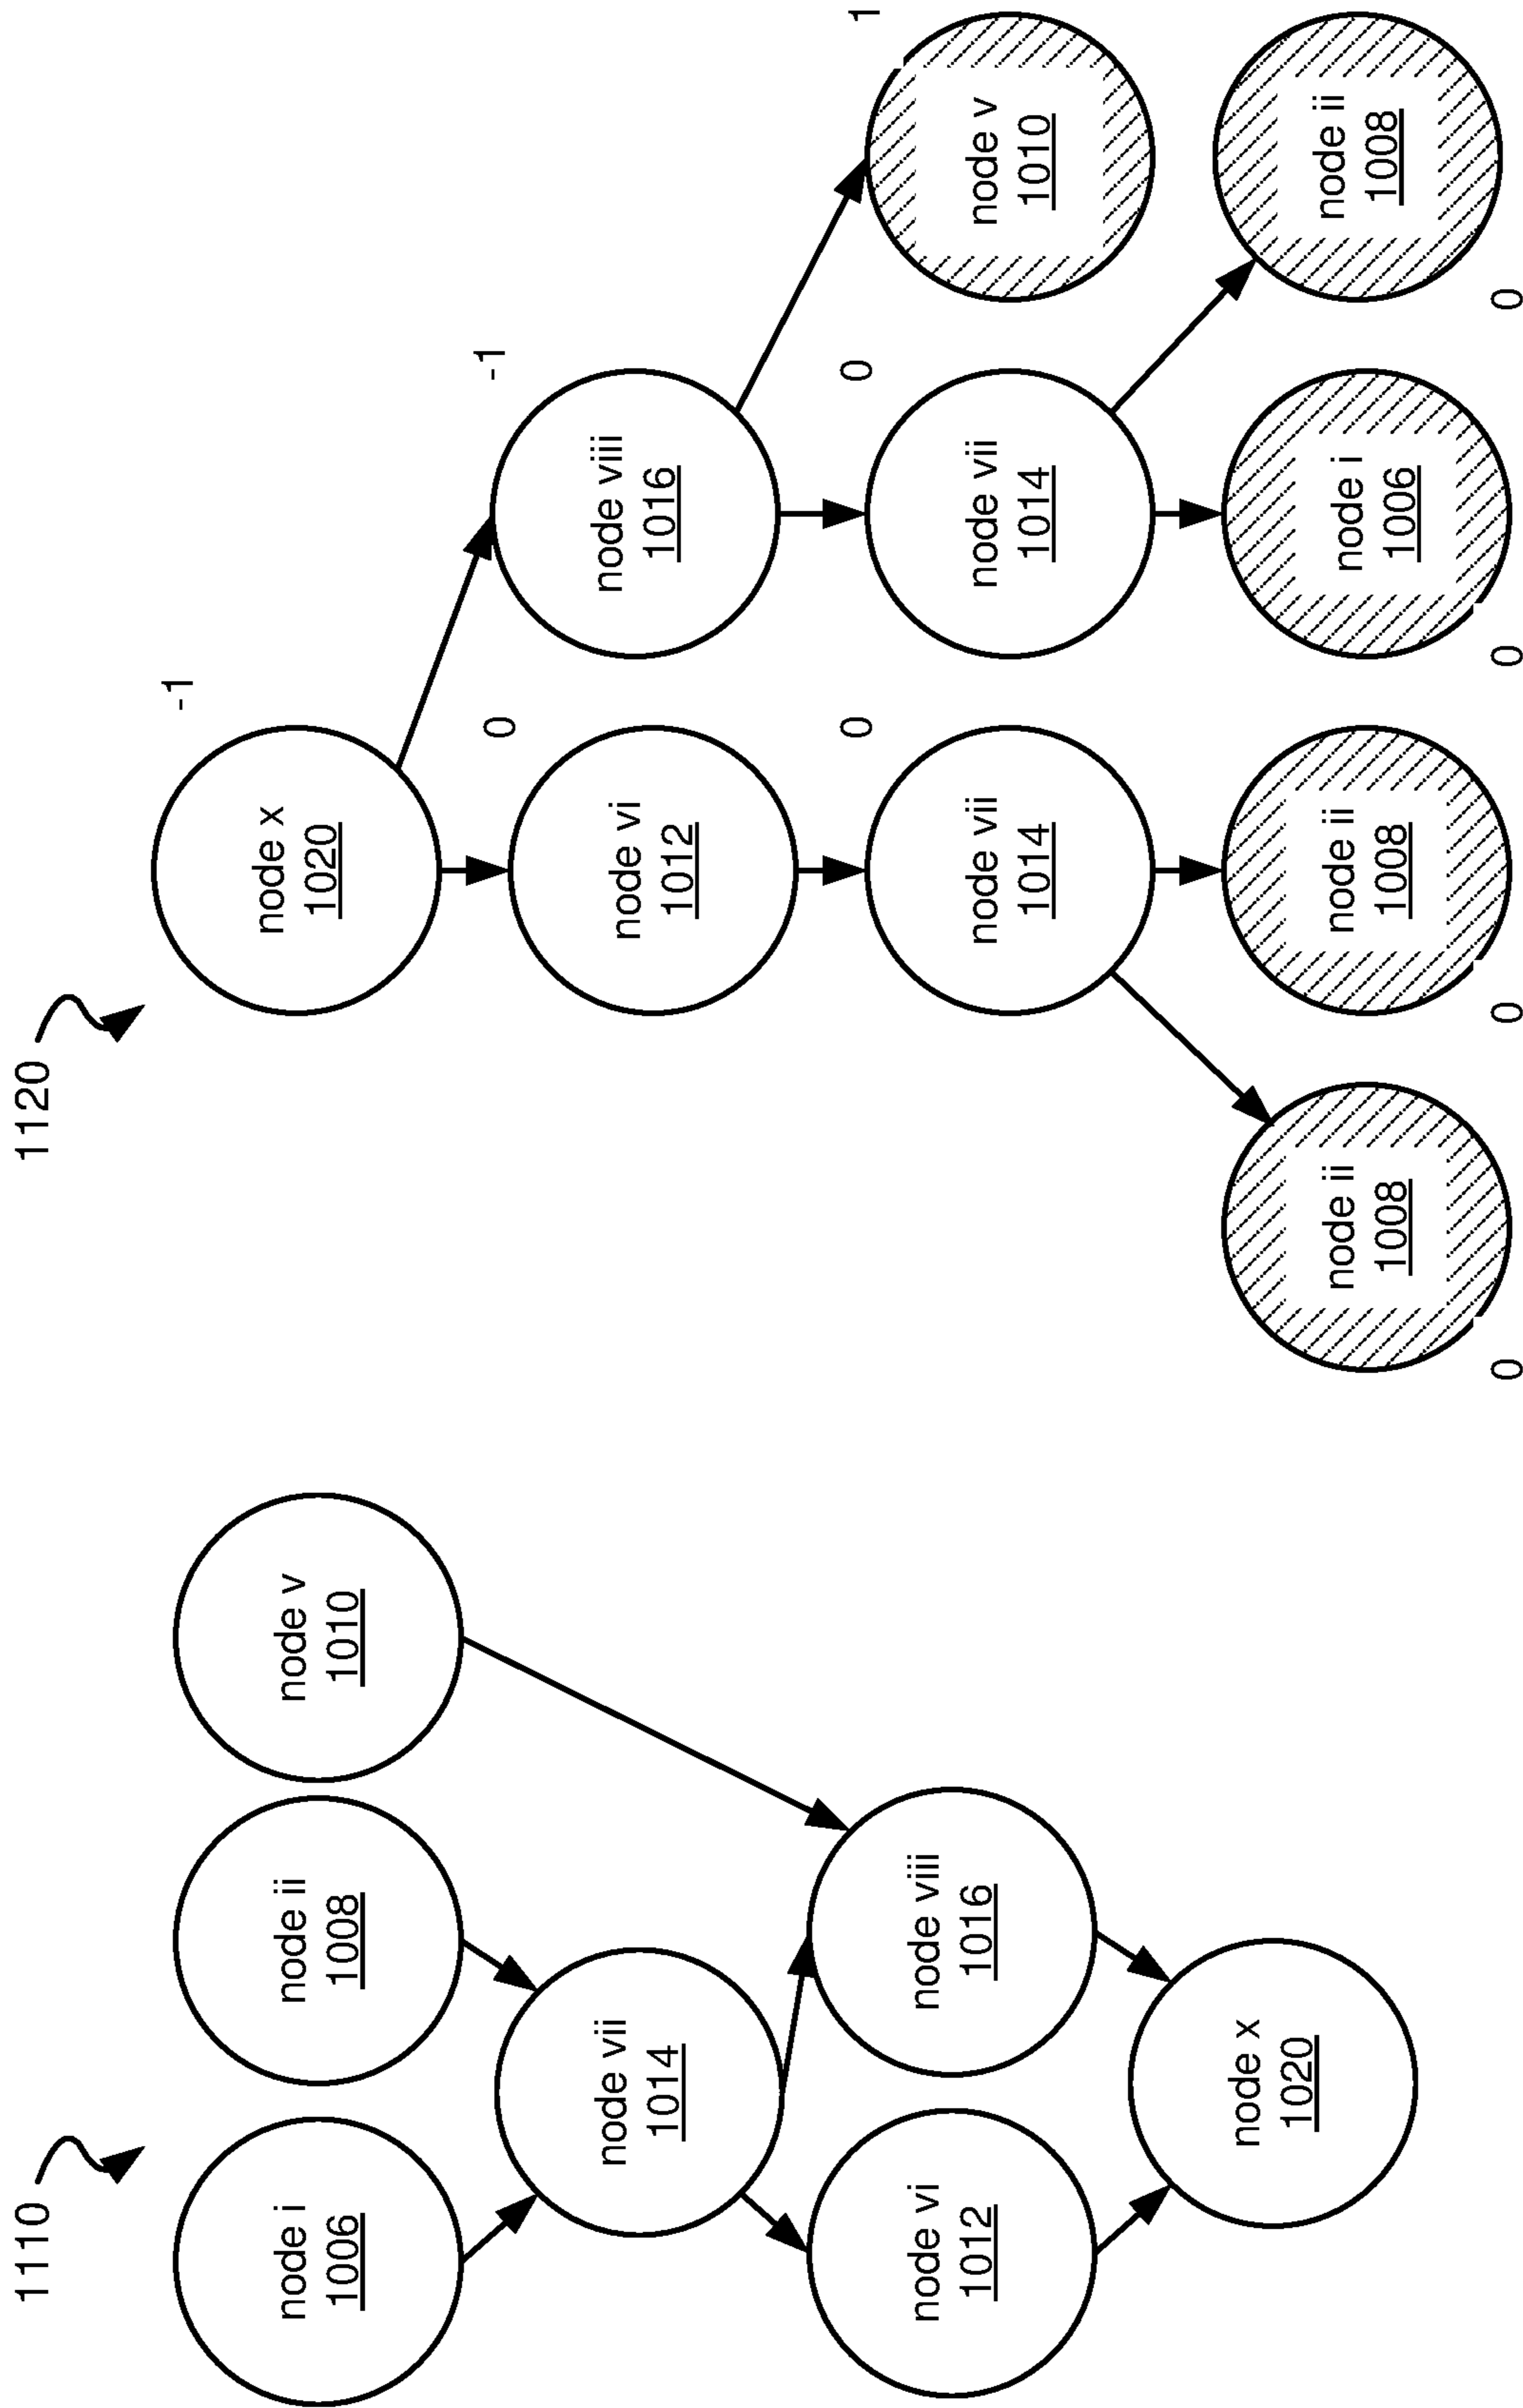 1110
node i
1006
node ii
1008
node v
1010
node vii
1014
node vi
1012
node viii
1016
node x
1020
1120
-1
node x
1020
0
-1
node vi
1012
node viii
1016
0
0
1
node vii
1014
node vii
1014
node v
1010
node ii
1008
node ii
1008
node i
1006
node ii
1008
0
0
0
0